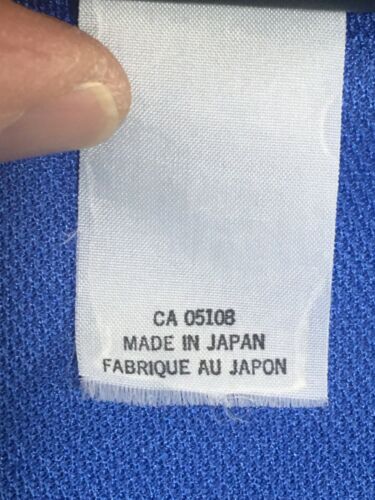 CA 05108
MADE IN JAPAN
FABRIQUE AU JAPON